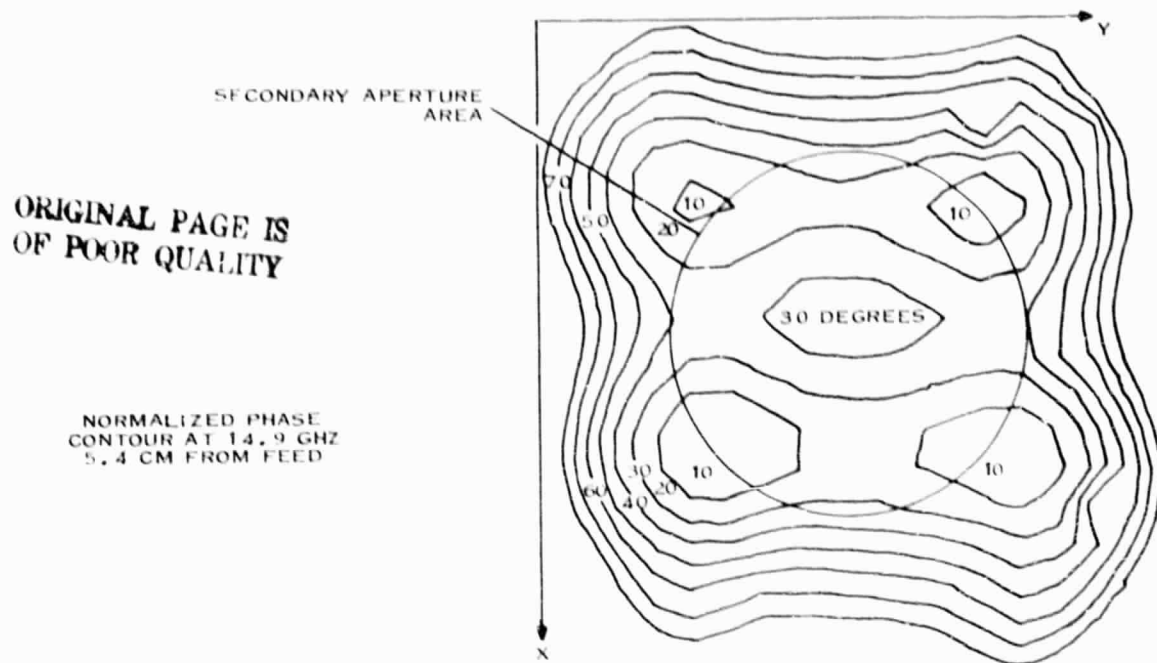 Y
SECONDARY APERTURE
AREA
ORIGINAL PAGE IS
OF POOR QUALITY
70
50
10
20
10
30 DEGREES
NORMALIZED PHASE
CONTOUR AT 14.9 GHZ
5.4 CM FROM FEED
30
10
10
60
20
40
X